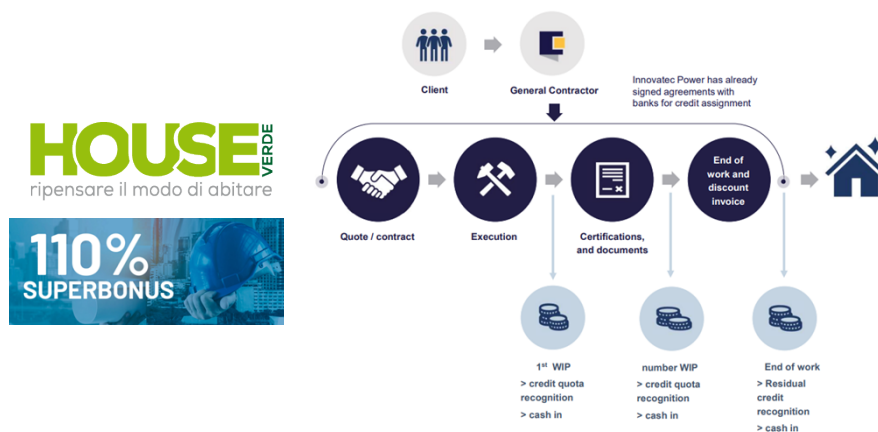 HOUSE
VERDE
ripensare il modo di abitare
110%
SUPERBONUS
Client
General Contractor
Innovatec Power has already
signed agreements with
banks for credit assignment
Quote / contract
Execution
Certifications,
and documents
End of
work and
discount
invoice
1st WIP
> credit quota
recognition
> cash in
number WIP
> credit quota
recognition
> cash in
End of work
> Residual
credit
recognition
> cash in